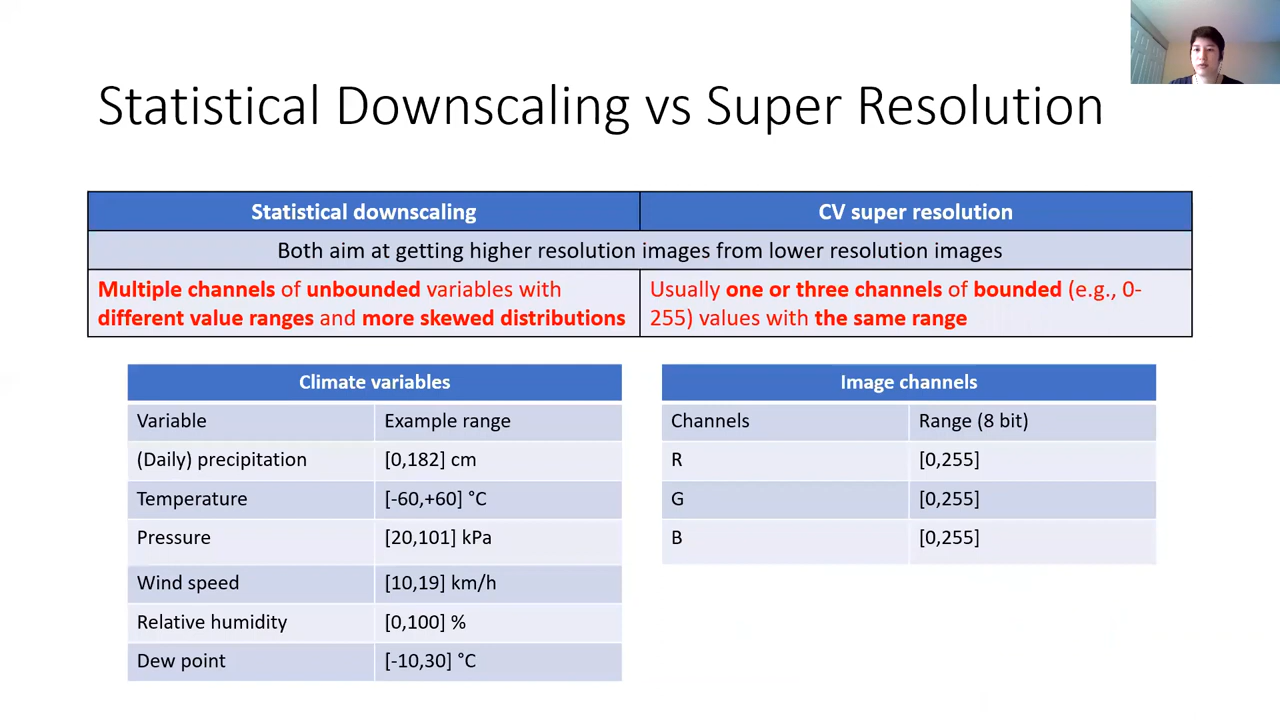 Statistical Downscaling vs Super Resolution
Statistical downscaling CV super resolution
Both aim at getting higher resolution images from lower resolution images
Multiple channels of unbounded variables with
different value ranges and more skewed distributions
Usually one or three channels of bounded (e.g., 0-
255) values with the same range
Climate variables
Variable Example range
(Daily) precipitation [0,182] cm
Temperature [-60,+60] °C
Pressure [20,101] kPa
Wind speed [10,19] km/h
Relative humidity [0,100] %
Dew point [-10,30] °C
Image channels
Channels Range (8 bit)
R [0,255]
G [0,255]
B [0,255]